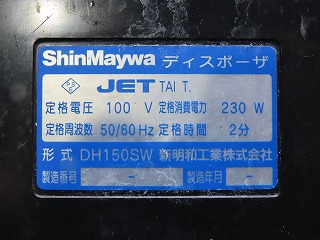 ShinMaywa ディスポーザ
PSE JET TAI T.
定格電圧 100 V 定格消費電力 230 W
定格周波数 50/60 Hz 定格時間 2分
形式 DH150SW 新明和工業株式会社
製造番号 - 製造年月 -